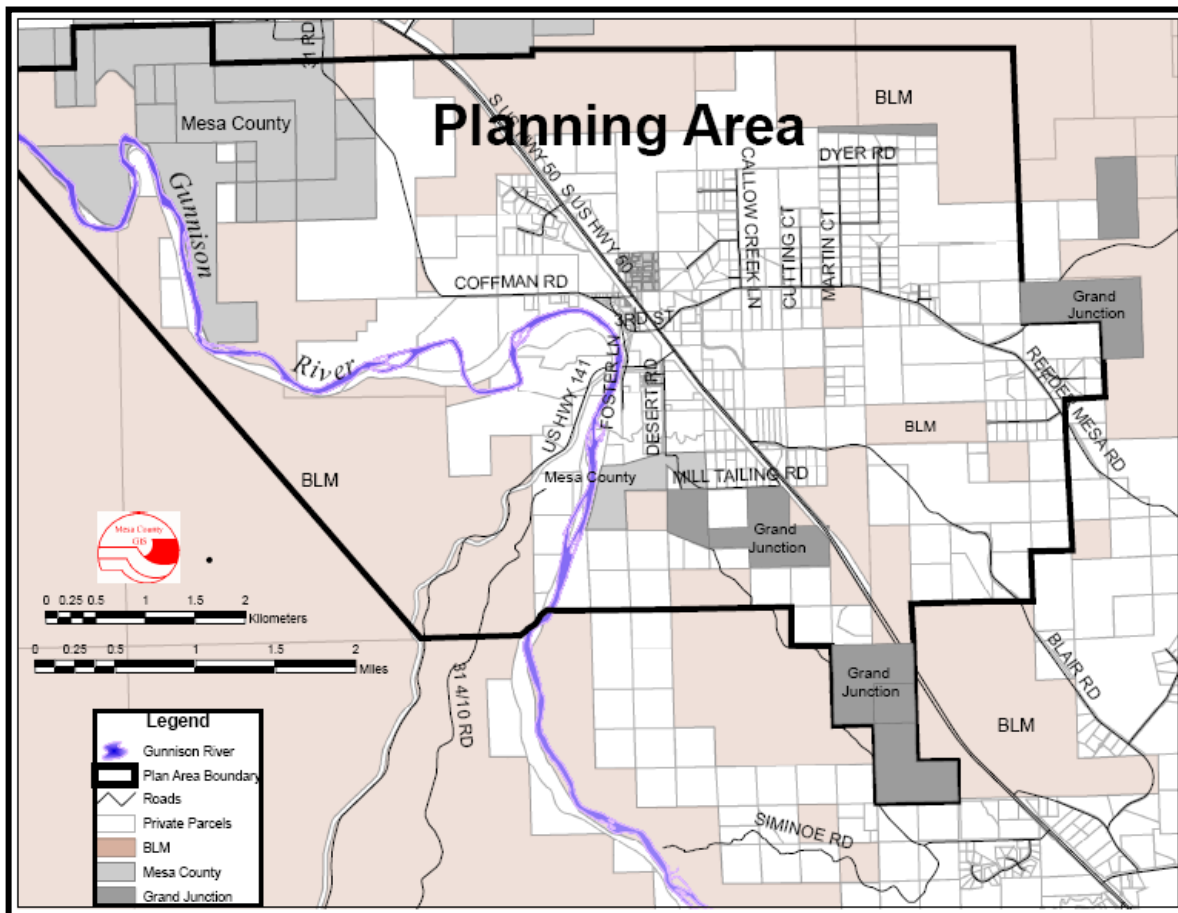 Planning Area
31 RD
Mesa County
BLM
S US HWY 50
S US HWY 50
DYER RD
CALLOW CREEK LN
CUTTING CT
MARTIN CT
Gunnison
River
COFFMAN RD
3RD ST
Grand
Junction
FOSTER LN
US HWY 141
DESERT RD
REEDER MESA RD
BLM
BLM
Mesa County
MILL TAILING RD
Grand
Junction
Mesa County
GIS
0 0.25 0.5 1 1.5 2
Kilometers
0 0.25 0.5 1 1.5 2
Miles
31 4/10 RD
BLAIR RD
Grand
Junction
BLM
SIMINOE RD
Legend
Gunnison River
Plan Area Boundary
Roads
Private Parcels
BLM
Mesa County
Grand Junction